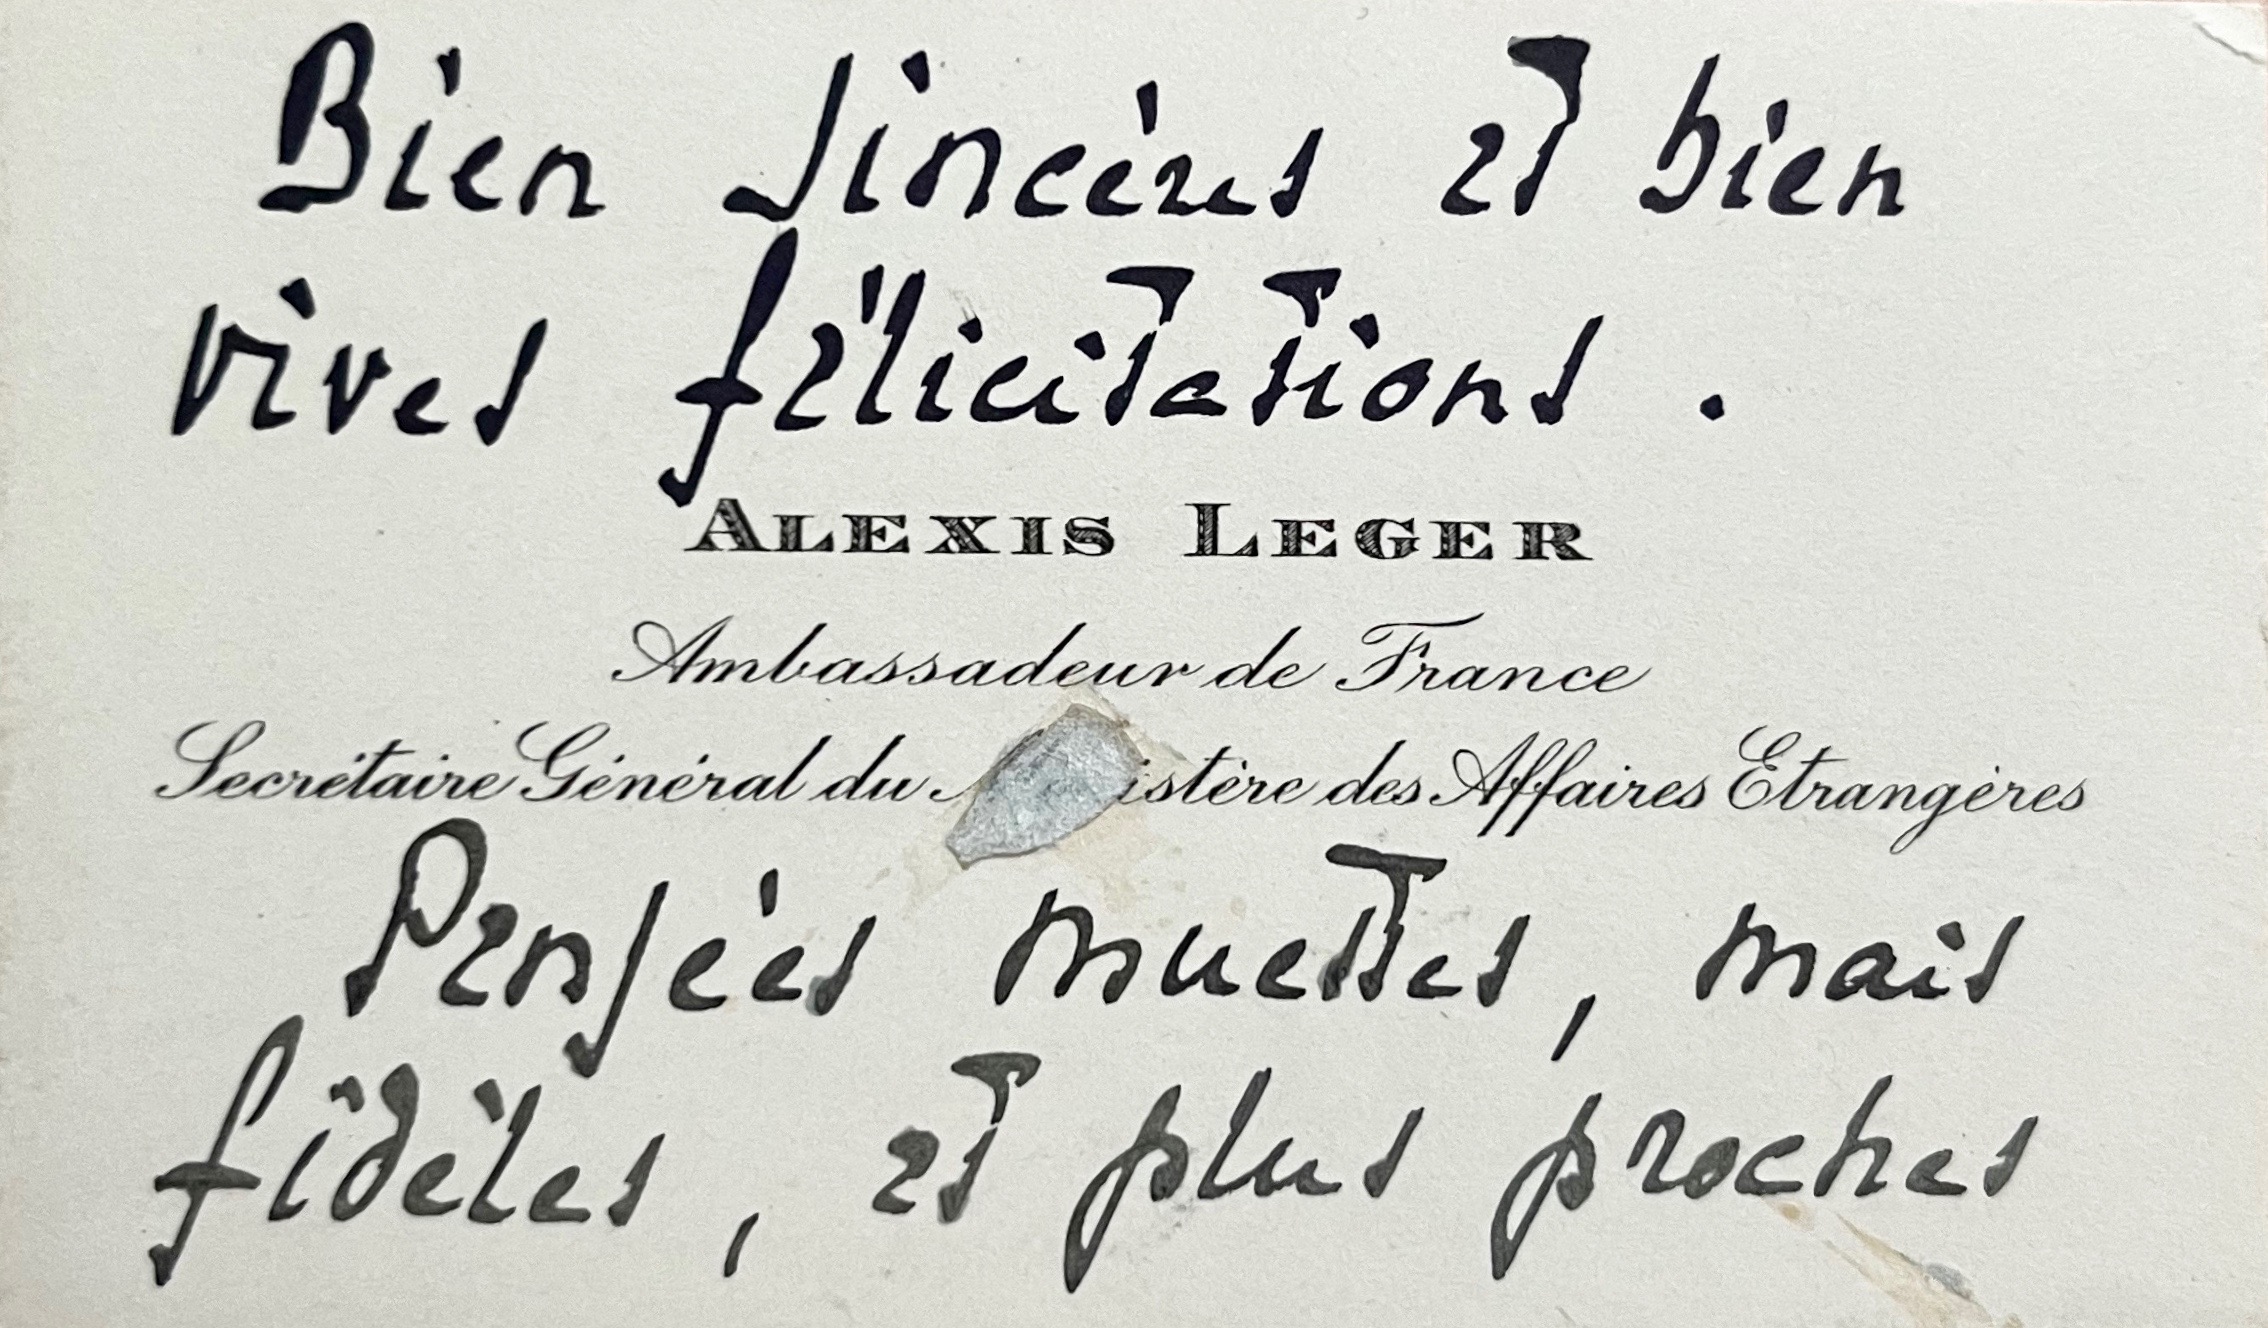 Bien sincères et bien
vives félicitations.
ALEXIS LEGER
Ambassadeur de France
Secrétaire Général du des Affaires Etrangères
Pensées muettes, mais
fidèles, et plus proches